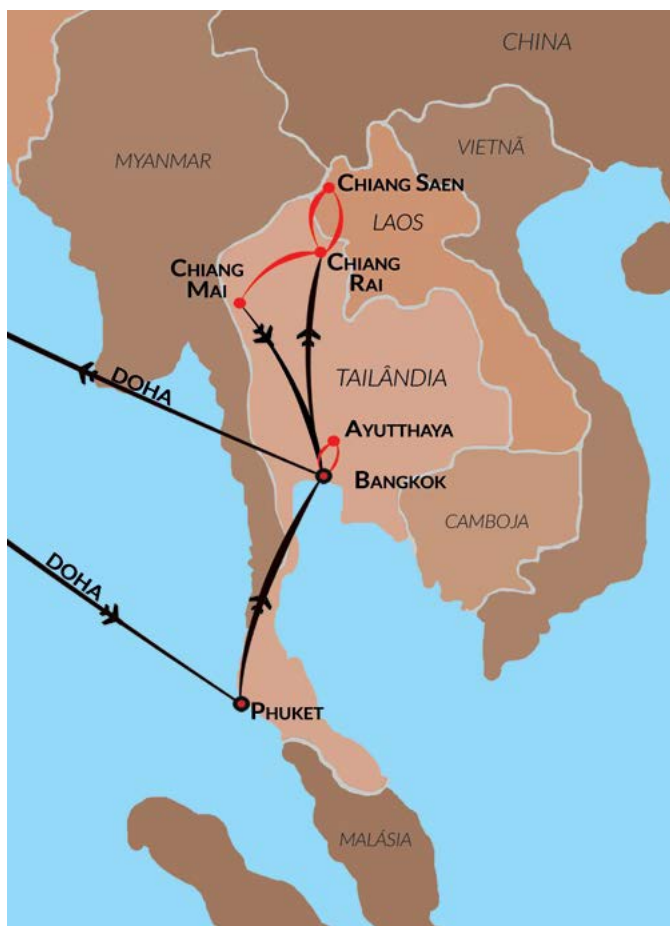 CHINA
MYANMAR
VIETNÃ
CHIANG SAEN
LAOS
CHIANG
MAI
CHIANG
RAI
TAILÂNDIA
DOHA
AYUTTHAYA
BANGKOK
CAMBOJA
DOHA
PHUKET
MALÁSIA